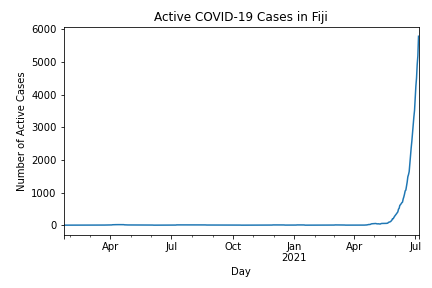 Active COVID-19 Cases in Fiji
Number of Active Cases
6000
5000
4000
3000
2000
1000
0
Apr Jul Oct Jan Apr Jul
2021
Day